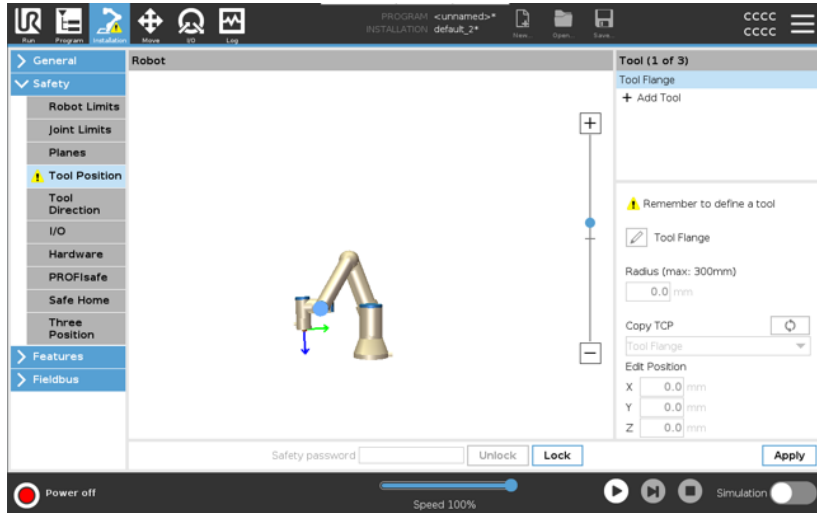 UR
PROGRAM <unnamed>*
INSTALLATION default_2*
cccc
cccc
Run Program Installation Move I/O Log New... Open... Save...
General
Robot
Tool (1 of 3)
Safety
Tool Flange
Robot Limits
+ Add Tool
Joint Limits
Planes
Tool Position
Tool
Direction
I/O
Hardware
PROFIsafe
Safe Home
Three
Position
Features
Fieldbus
Remember to define a tool
Tool Flange
Radius (max: 300mm)
0.0 mm
Copy TCP
Tool Flange
Edit Position
X 0.0 mm
Y 0.0 mm
Z 0.0 mm
Safety password Unlock Lock Apply
Power off
Speed 100%
Simulation